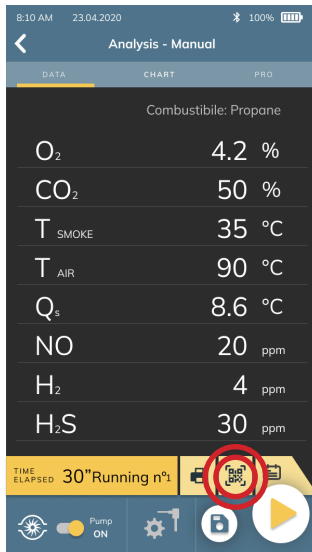 8:10 AM 23.04.2020 100%
Analysis - Manual
DATA CHART PRO
Combustibile: Propane
O₂ 4.2 %
CO₂ 50 %
T SMOKE 35 °C
T AIR 90 °C
Qs 8.6 °C
NO 20 ppm
H₂ 4 ppm
H₂S 30 ppm
TIME ELAPSED 30” Running nº1
Pump ON